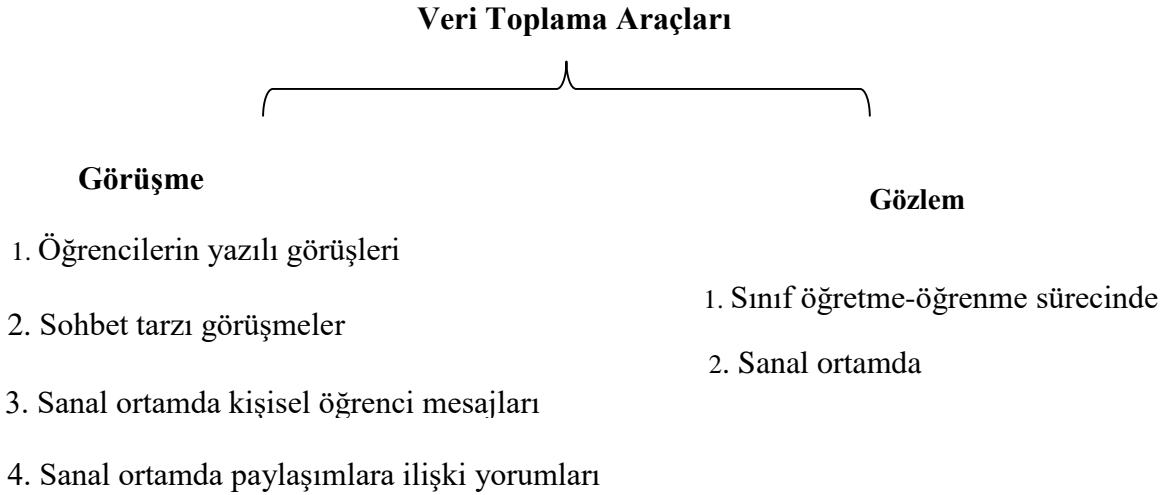 Veri Toplama Araçları
Görüşme
1. Öğrencilerin yazılı görüşleri
2. Sohbet tarzı görüşmeler
3. Sanal ortamda kişisel öğrenci mesajları
4. Sanal ortamda paylaşımlara ilişki yorumları
Gözlem
1. Sınıf öğretme-öğrenme sürecinde
2. Sanal ortamda